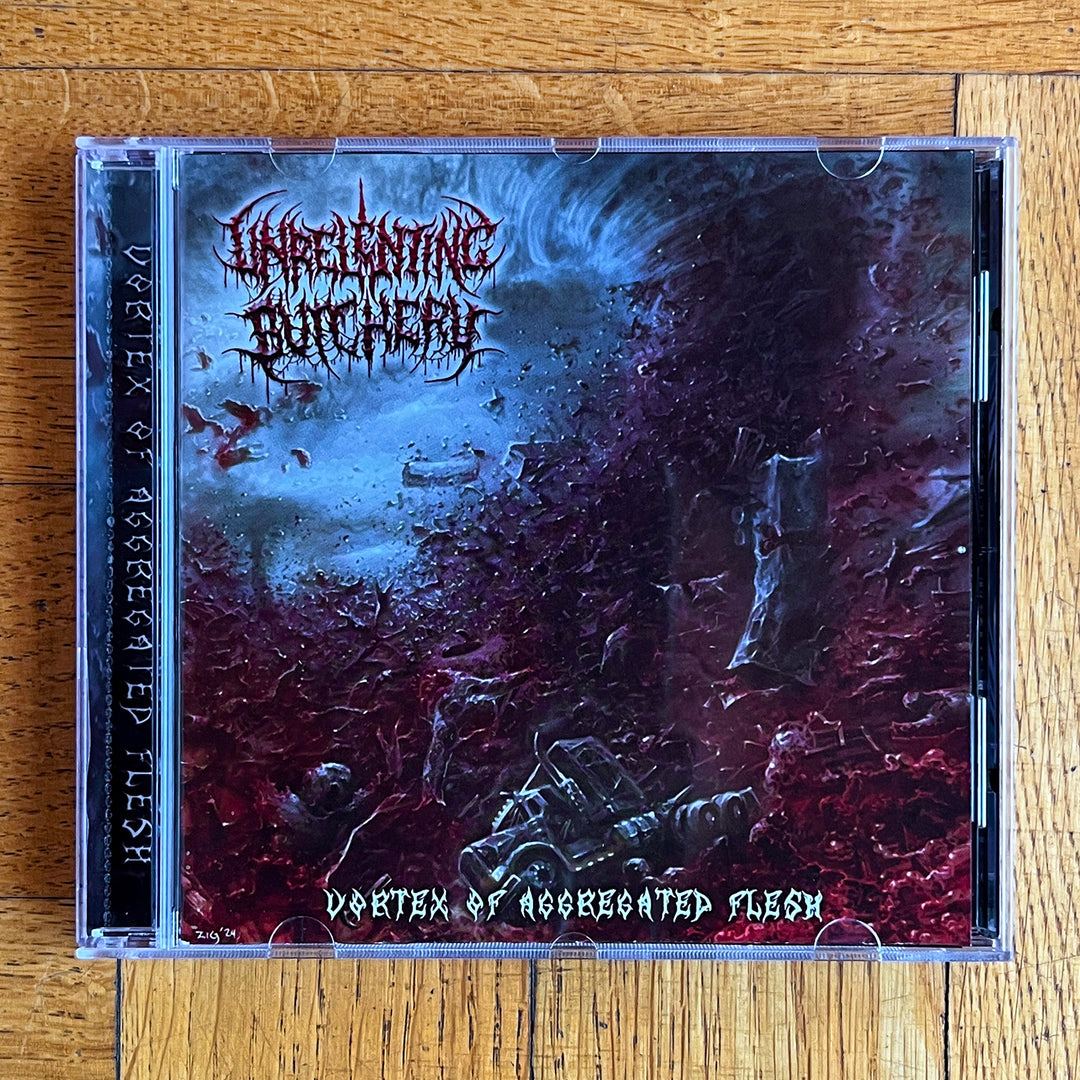 UNRELENTING
BUTCHERY
VORTEX OF AGGREGATED FLESH
VORTEX OF AGGREGATED FLESH
ZIG '24